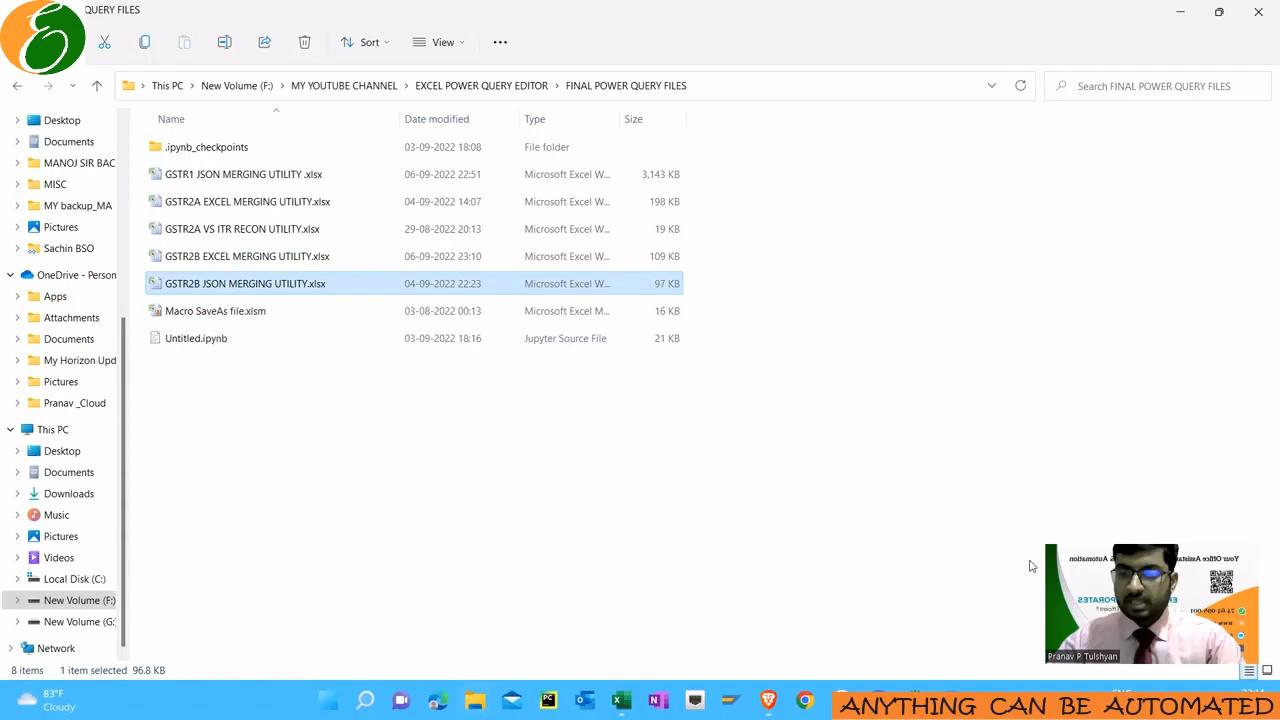 QUERY FILES
Sort
View
This PC
New Volume (F:)
MY YOUTUBE CHANNEL
EXCEL POWER QUERY EDITOR
FINAL POWER QUERY FILES
Search FINAL POWER QUERY FILES
Name
Date modified
Type
Size
.ipynb_checkpoints
03-09-2022 18:08
File folder
GSTR1 JSON MERGING UTILITY .xlsx
06-09-2022 22:51
Microsoft Excel W...
3,143 KB
GSTR2A EXCEL MERGING UTILITY.xlsx
04-09-2022 14:07
Microsoft Excel W...
198 KB
GSTR2A VS ITR RECON UTILITY.xlsx
29-08-2022 20:13
Microsoft Excel W...
19 KB
GSTR2B EXCEL MERGING UTILITY.xlsx
06-09-2022 23:10
Microsoft Excel W...
109 KB
GSTR2B JSON MERGING UTILITY.xlsx
04-09-2022 22:23
Microsoft Excel W...
97 KB
Macro SaveAs file.xlsm
03-08-2022 00:13
Microsoft Excel M...
16 KB
Untitled.ipynb
03-09-2022 18:16
Jupyter Source File
21 KB
Desktop
Documents
MANOJ SIR BAC
MISC
MY backup_MA
Pictures
Sachin BSO
OneDrive - Person
Apps
Attachments
Documents
My Horizon Upd
Pictures
Pranav _Cloud
This PC
Desktop
Documents
Downloads
Music
Pictures
Videos
Local Disk (C:)
New Volume (F:
New Volume (G:
Network
8 items
1 item selected 96.8 KB
Your Office Assistan
Automation
PORATES
Pranav P Tulshyan
83°F
Cloudy
ANYTHING CAN BE AUTOMATED